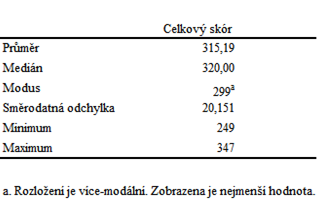 Celkový skór
Průměr 315,19
Medián 320,00
Modus 299a
Směrodatná odchylka 20,151
Minimum 249
Maximum 347
a. Rozložení je více-modální. Zobrazena je nejmenší hodnota.